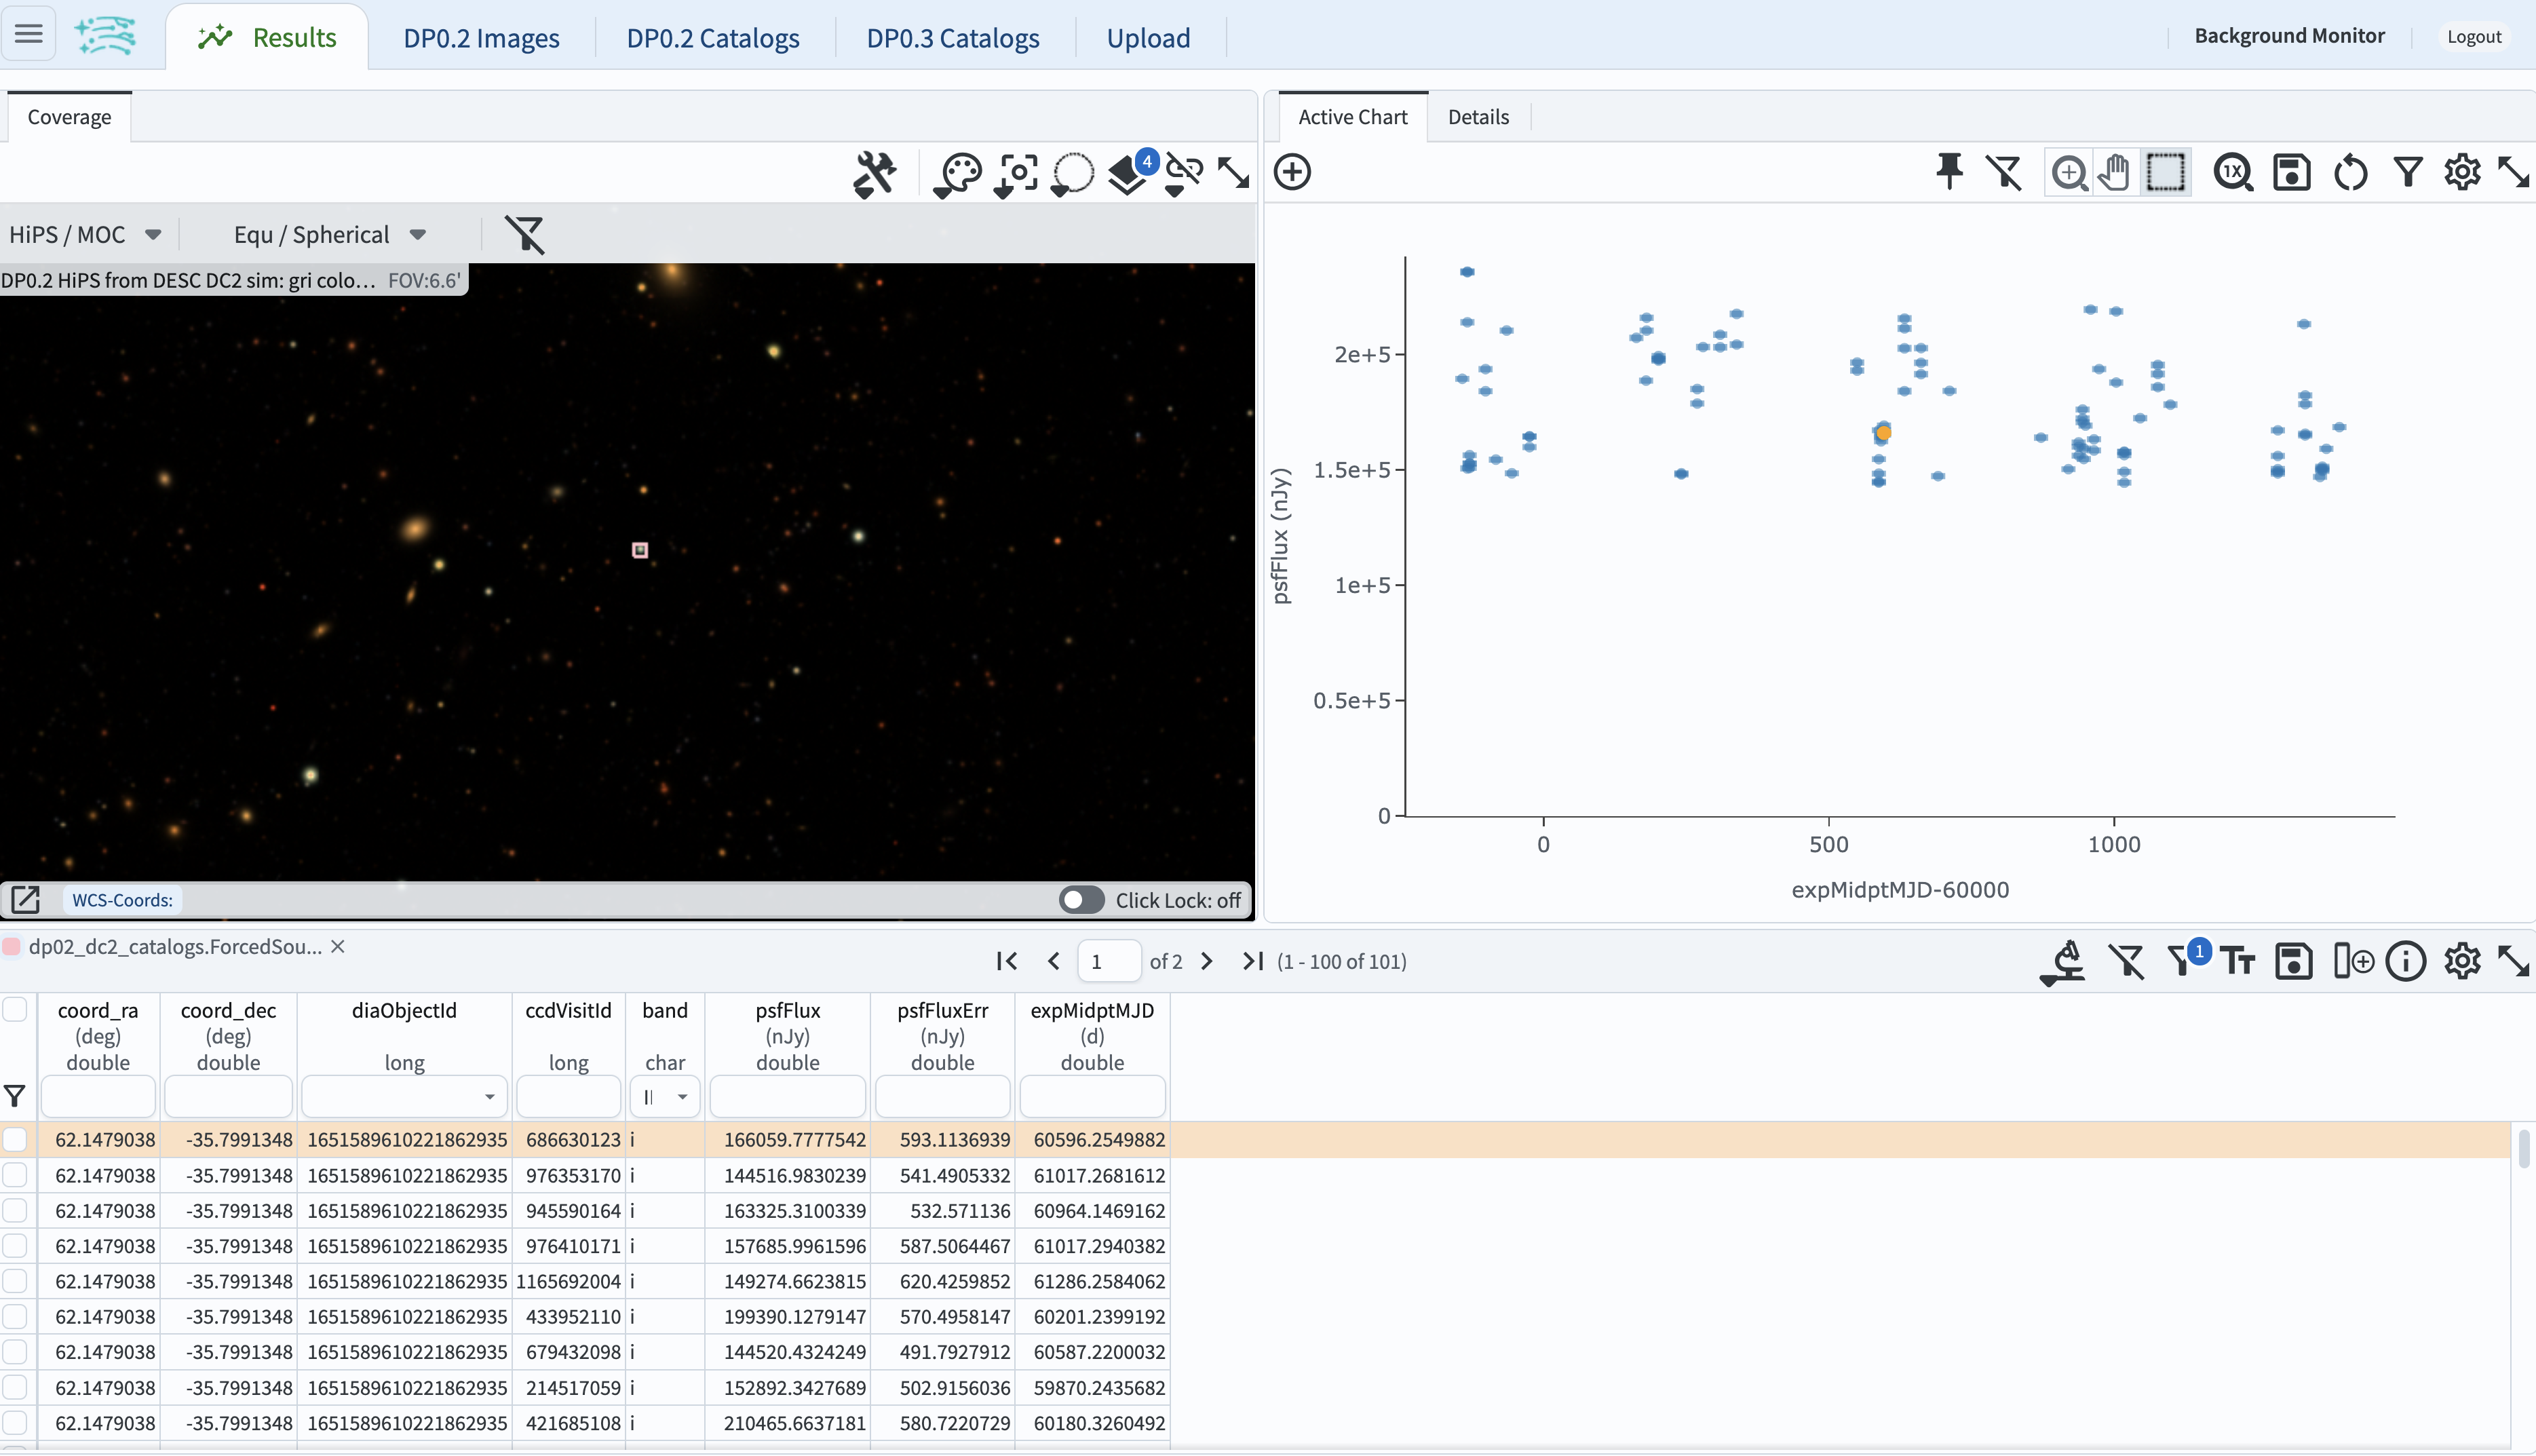 Results
DP0.2 Images
DP0.2 Catalogs
DP0.3 Catalogs
Upload
Background Monitor
Logout
Coverage
4
HiPS / MOC
Equ / Spherical
DP0.2 HiPS from DESC DC2 sim: gri colo... FOV:6.6'
WCS-Coords:
Click Lock: off
Active Chart
Details
1X
psfFlux (nJy)
2e+5
1.5e+5
1e+5
0.5e+5
0
0 500 1000
expMidptMJD-60000
dp02_dc2_catalogs.ForcedSou...
1 of 2 (1 - 100 of 101)
1
coord_ra coord_dec diaObjectId ccdVisitId band psfFlux psfFluxErr expMidptMJD
(deg) (deg) (nJy) (nJy) (d)
double double long long char double double double
62.1479038 -35.7991348 1651589610221862935 686630123 i 166059.7777542 593.1136939 60596.2549882
62.1479038 -35.7991348 1651589610221862935 976353170 i 144516.9830239 541.4905332 61017.2681612
62.1479038 -35.7991348 1651589610221862935 945590164 i 163325.3100339 532.571136 60964.1469162
62.1479038 -35.7991348 1651589610221862935 976410171 i 157685.9961596 587.5064467 61017.2940382
62.1479038 -35.7991348 1651589610221862935 1165692004 i 149274.6623815 620.4259852 61286.2584062
62.1479038 -35.7991348 1651589610221862935 433952110 i 199390.1279147 570.4958147 60201.2399192
62.1479038 -35.7991348 1651589610221862935 679432098 i 144520.4324249 491.7927912 60587.2200032
62.1479038 -35.7991348 1651589610221862935 214517059 i 152892.3427689 502.9156036 59870.2435682
62.1479038 -35.7991348 1651589610221862935 421685108 i 210465.6637181 580.7220729 60180.3260492